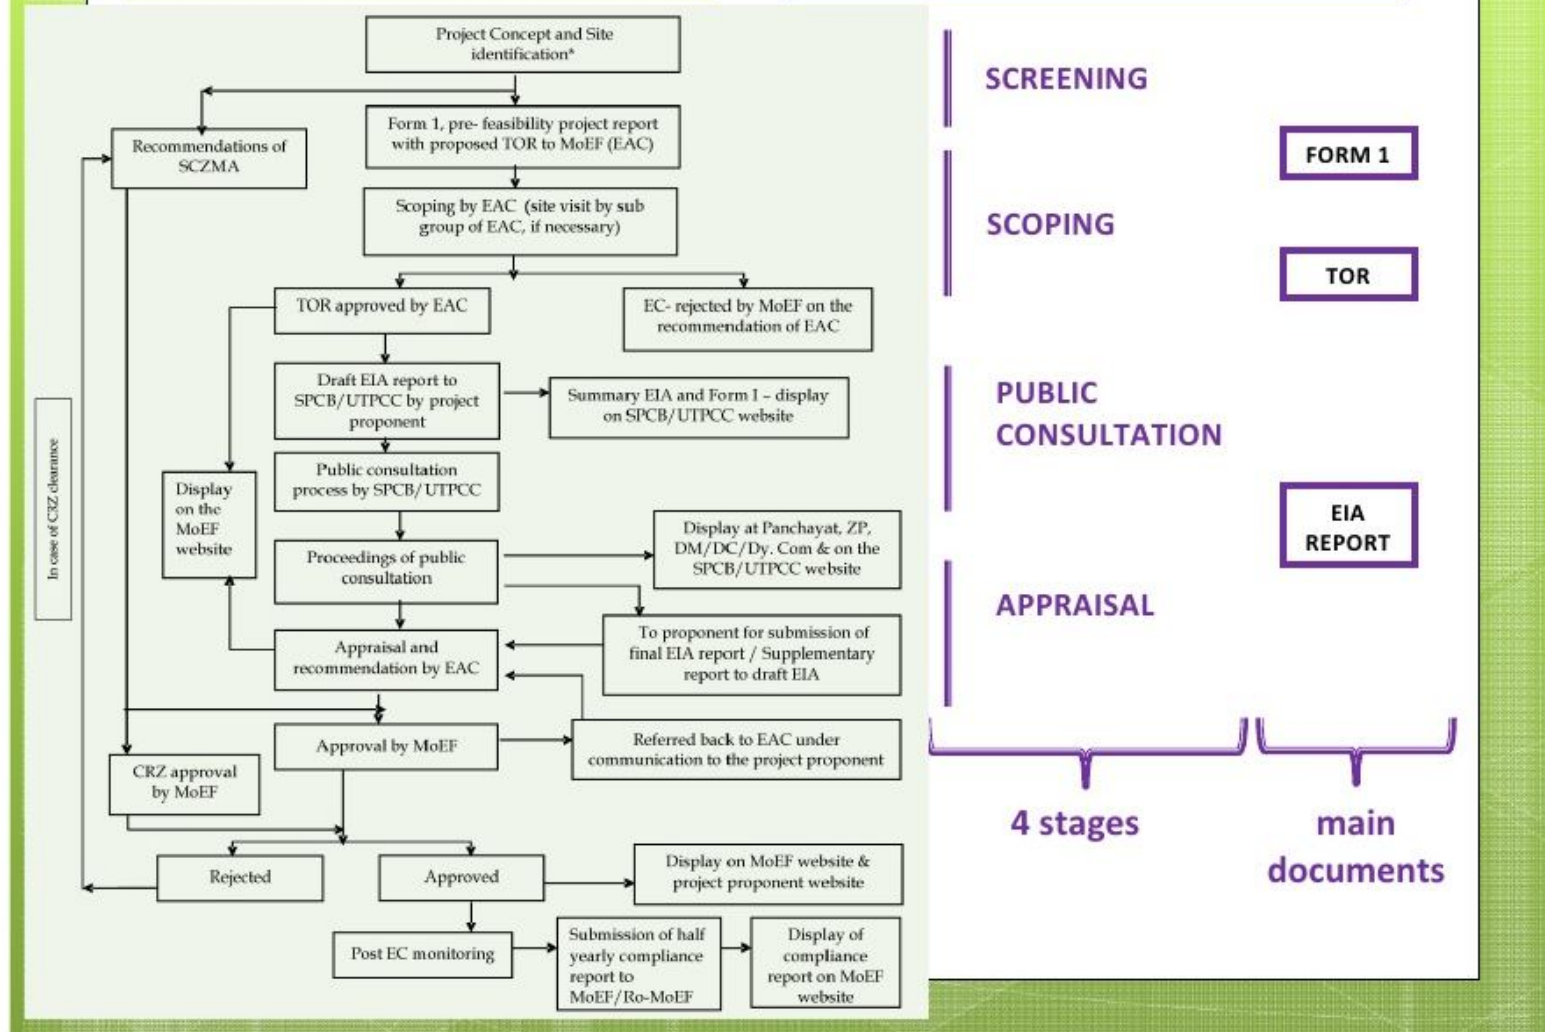 Project Concept and Site
identification*
Recommendations of
SCZMA
Form 1, pre- feasibility project report
with proposed TOR to MoEF (EAC)
Scoping by EAC (site visit by sub
group of EAC, if necessary)
TOR approved by EAC
EC- rejected by MoEF on the
recommendation of EAC
Draft EIA report to
SPCB/UTPCC by project
proponent
Summary EIA and Form I – display
on SPCB/UTPCC website
Public consultation
process by SPCB/UTPCC
Display
on the
MoEF
website
In case of CRZ clearance
Proceedings of public
consultation
Display at Panchayat, ZP,
DM/DC/Dy. Com & on the
SPCB/UTPCC website
Appraisal and
recommendation by EAC
To proponent for submission of
final EIA report / Supplementary
report to draft EIA
Approval by MoEF
Referred back to EAC under
communication to the project proponent
CRZ approval
by MoEF
Rejected
Approved
Display on MoEF website &
project proponent website
Post EC monitoring
Submission of half
yearly compliance
report to
MoEF/Ro-MoEF
Display of
compliance
report on MoEF
website
SCREENING
FORM 1
SCOPING
TOR
PUBLIC
CONSULTATION
EIA
REPORT
APPRAISAL
4 stages
main
documents